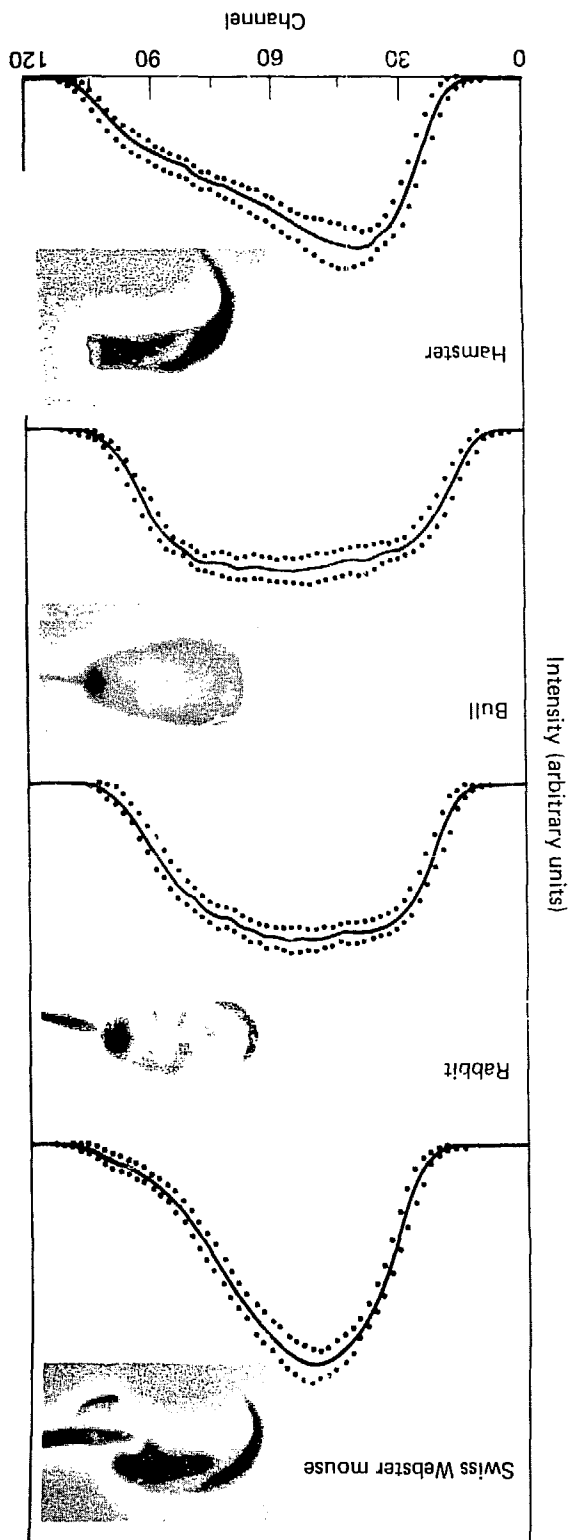 Swiss Webster mouse
Rabbit
Intensity (arbitrary units)
Bull
Hamster
0 30 60 90 120
Channel